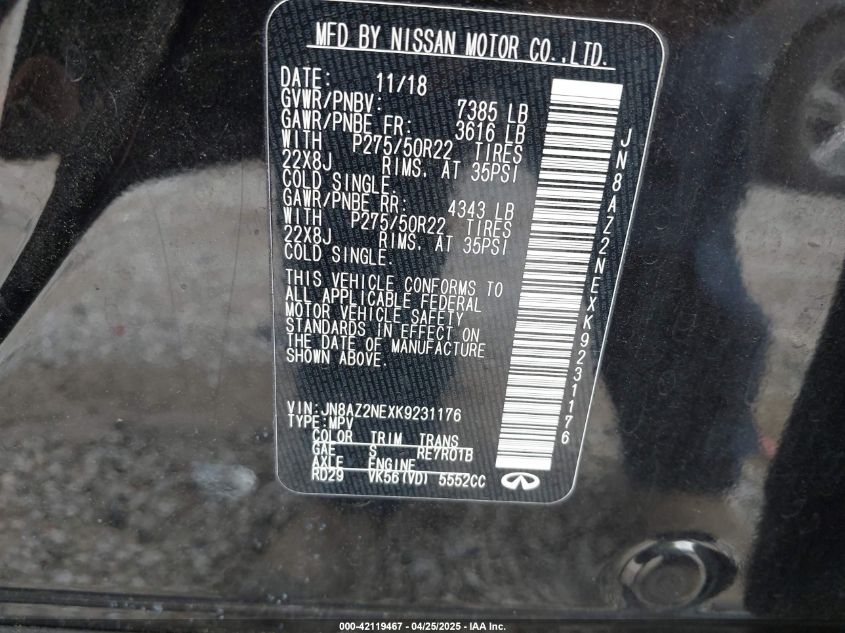 MFD BY NISSAN MOTOR CO.,LTD.
DATE: 11/18
GVWR/PNBV: 7385 LB
GAWR/PNBE FR: 3616 LB
WITH P275/50R22 TIRES
22X8J RIMS. AT 35PSI
COLD SINGLE.
GAWR/PNBE RR: 4343 LB
WITH P275/50R22 TIRES
22X8J RIMS. AT 35PSI
COLD SINGLE.
THIS VEHICLE CONFORMS TO
ALL APPLICABLE FEDERAL
MOTOR VEHICLE SAFETY
STANDARDS IN EFFECT ON
THE DATE OF MANUFACTURE
SHOWN ABOVE.
VIN: JN8AZ2NEXK9231176
TYPE: MPV
COLOR TRIM TRANS
GAE S RE7R01B
AXLE ENGINE
RD29 VK56(VD) 5552CC
JN8AZ2NEXK9231176
000-42119467 - 04/25/2025 - IAA Inc.